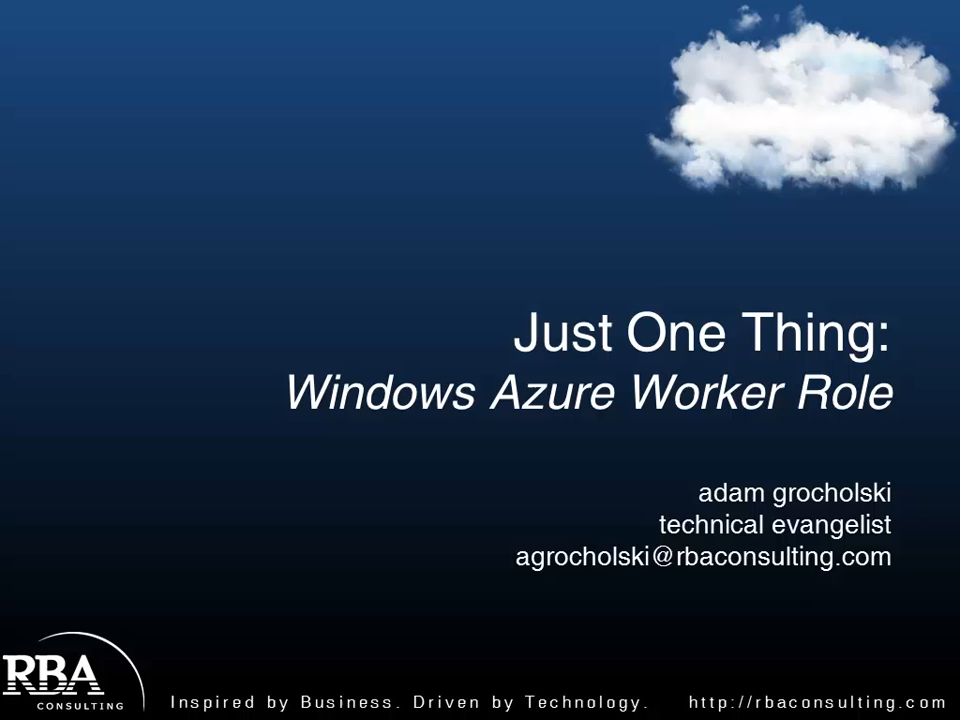 Just One Thing:
Windows Azure Worker Role
adam grocholski
technical evangelist
agrocholski@rbaconsulting.com
RBA
CONSULTING
Inspired by Business. Driven by Technology. http://rbaconsulting.com